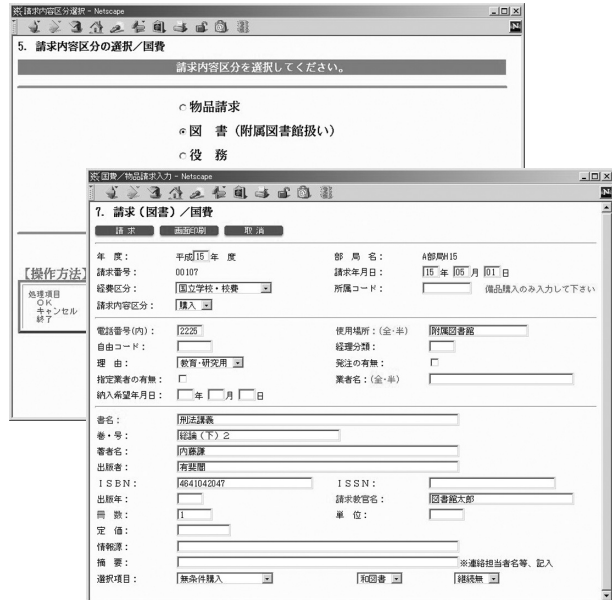 請求内容区分選択 - Netscape
5. 請求内容区分の選択／国費
請求内容区分を選択してください。
物品請求
図　書（附属図書館扱い）
役　務
【操作方法】
処理項目
ＯＫ
キャンセル
終了
国費／物品請求入力 - Netscape
7. 請求（図書）／国費
請 求　画面印刷　取 消
年　度：　平成 15 年　度　部　局　名：　A部局H15
請求番号：　00107　請求年月日：　15 年 05 月 01 日
経費区分：　国立学校・校費　所属コード：　備品購入のみ入力して下さい
請求内容区分：　購入
電話番号(内)：　2225　使用場所：(全・半)　附属図書館
自由コード：　経理分類：
理　由：　教育・研究用　発注の有無：
指定業者の有無：　業者名：(全・半)
納入希望年月日：　年　月　日
書名：　刑法講義
巻・号：　総論（下）２
著者名：　内藤謙
出版者：　有斐閣
ＩＳＢＮ：　4641042047　ＩＳＳＮ：
出版年：　請求教官名：　図書館太郎
冊　数：　1　単　位：
定　価：
情報源：
摘　要：　※連絡担当者名等、記入
選択項目：　無条件購入　和図書　継続無